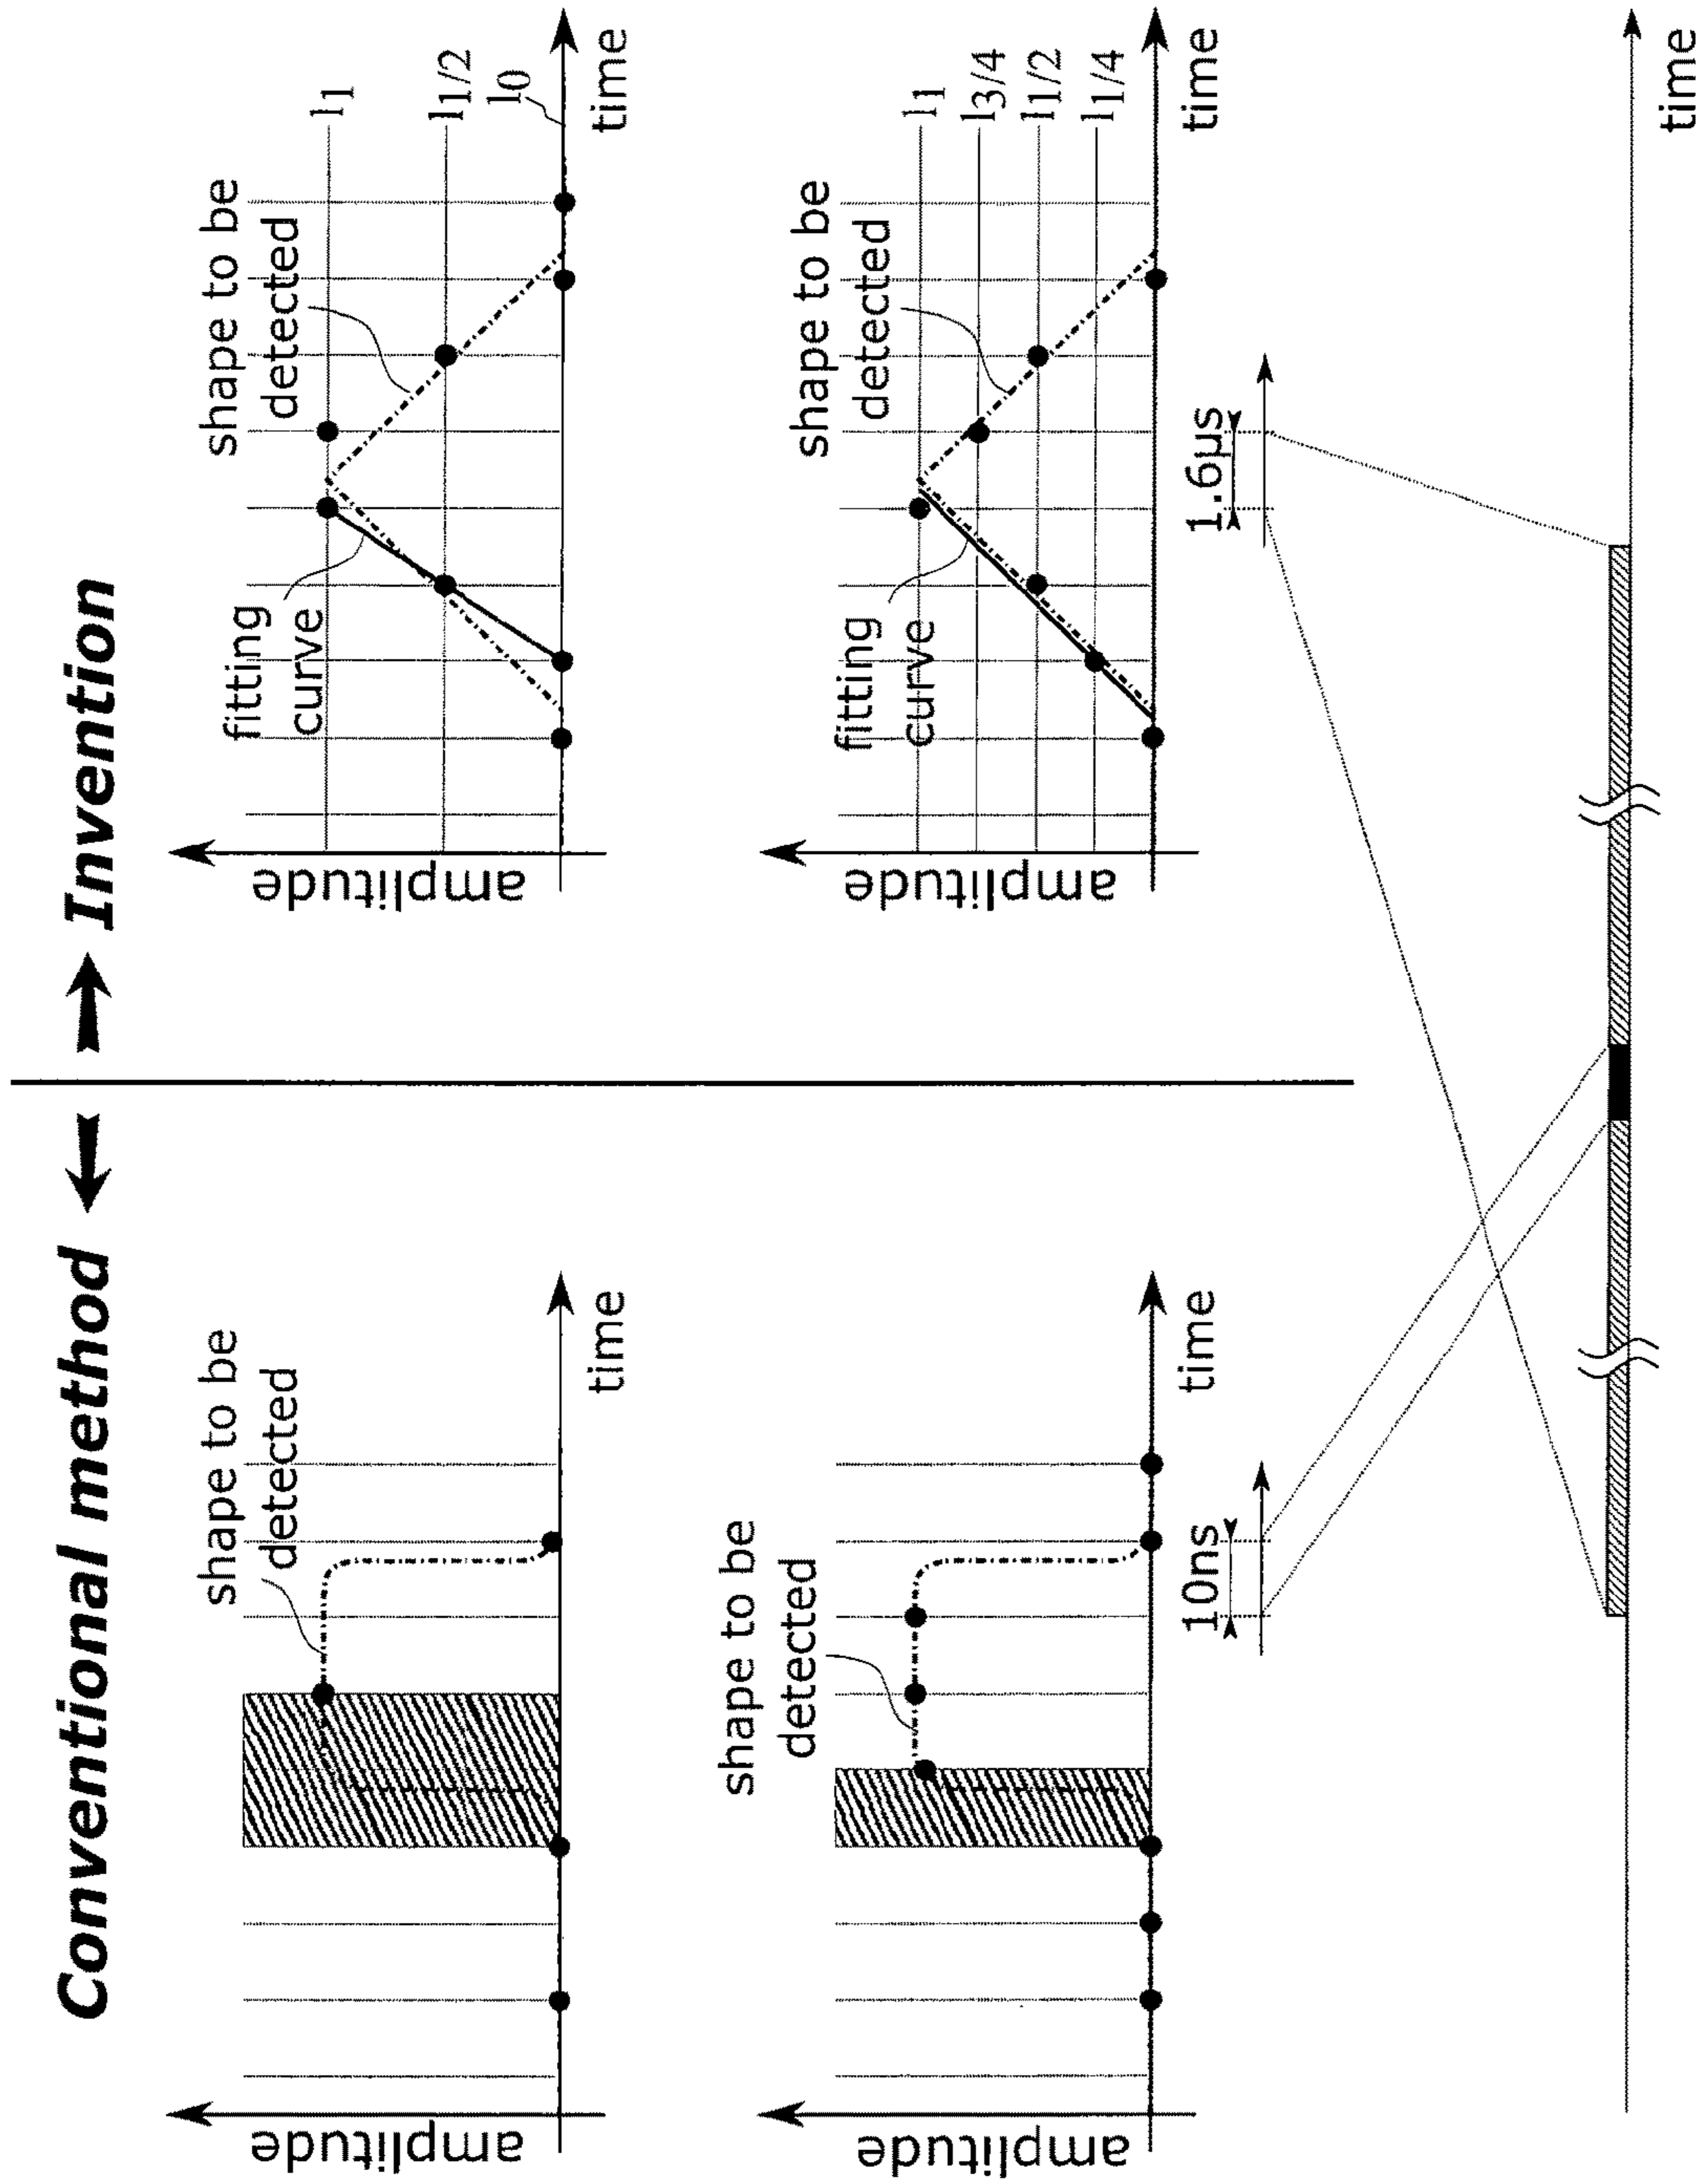 Conventional method
Invention
shape to be
detected
amplitude
time
fitting
curve
shape to be
detected
l1
l1/2
l0
amplitude
time
shape to be
detected
amplitude
time
10ns
fitting
curve
shape to be
detected
l1
l3/4
l1/2
l1/4
amplitude
time
1.6µs
time